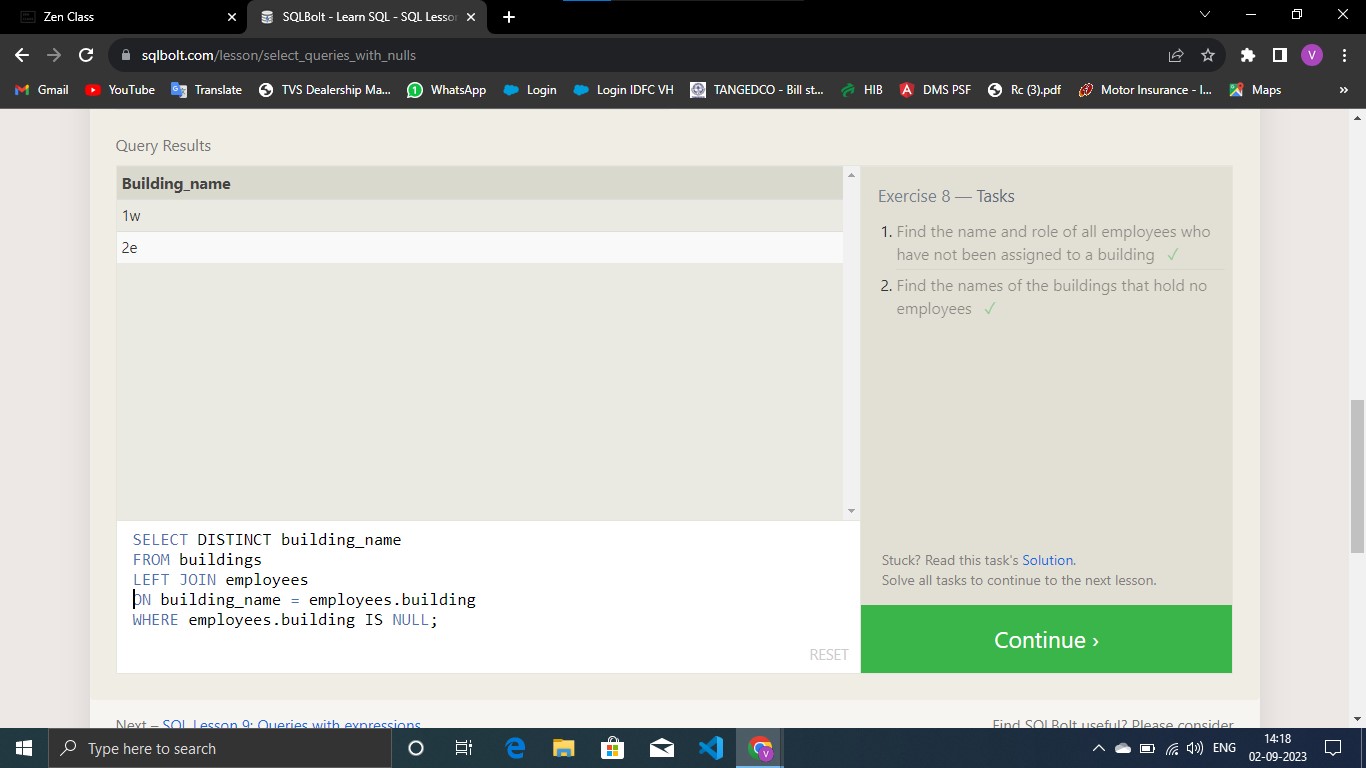 Zen Class
SQLBolt - Learn SQL - SQL Lesson
sqlbolt.com/lesson/select_queries_with_nulls
V
Gmail
YouTube
Translate
TVS Dealership Ma...
WhatsApp
Login
Login IDFC VH
TANGEDCO - Bill st...
HIB
DMS PSF
Rc (3).pdf
Motor Insurance - I...
Maps
»
Query Results
Building_name
1w
2e
Exercise 8 — Tasks
1. Find the name and role of all employees who
have not been assigned to a building ✓
2. Find the names of the buildings that hold no
employees ✓
SELECT DISTINCT building_name
FROM buildings
LEFT JOIN employees
ON building_name = employees.building
WHERE employees.building IS NULL;
RESET
Stuck? Read this task's Solution.
Solve all tasks to continue to the next lesson.
Continue ›
Next – SQL Lesson 9: Queries with expressions
Find SQLBolt useful? Please consider
Type here to search
ENG
14:18
02-09-2023